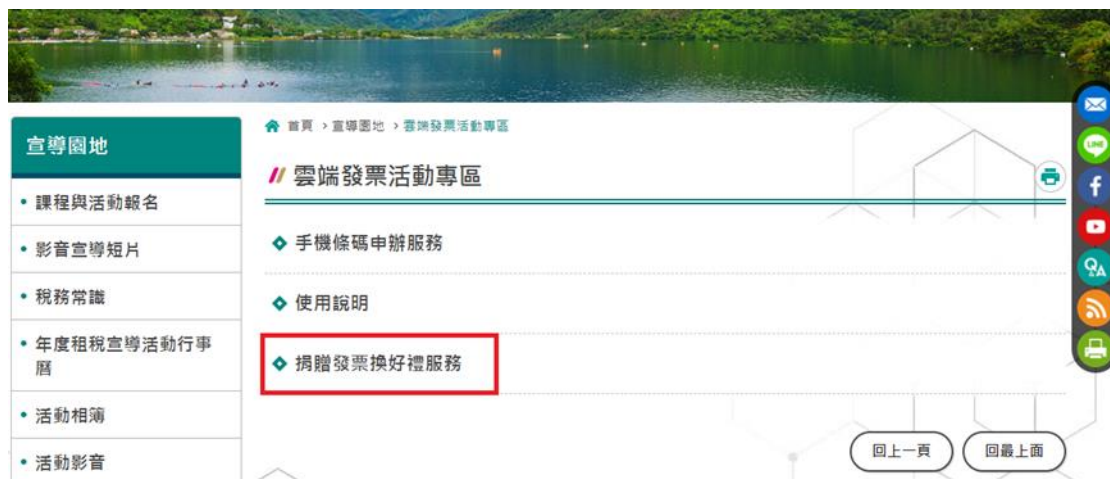 宣導園地
課程與活動報名
影音宣導短片
稅務常識
年度租稅宣導活動行事
曆
活動相簿
活動影音
首頁 › 宣導園地 › 雲端發票活動專區
雲端發票活動專區
手機條碼申辦服務
使用說明
捐贈發票換好禮服務
回上一頁
回最上面
LINE
f
QA